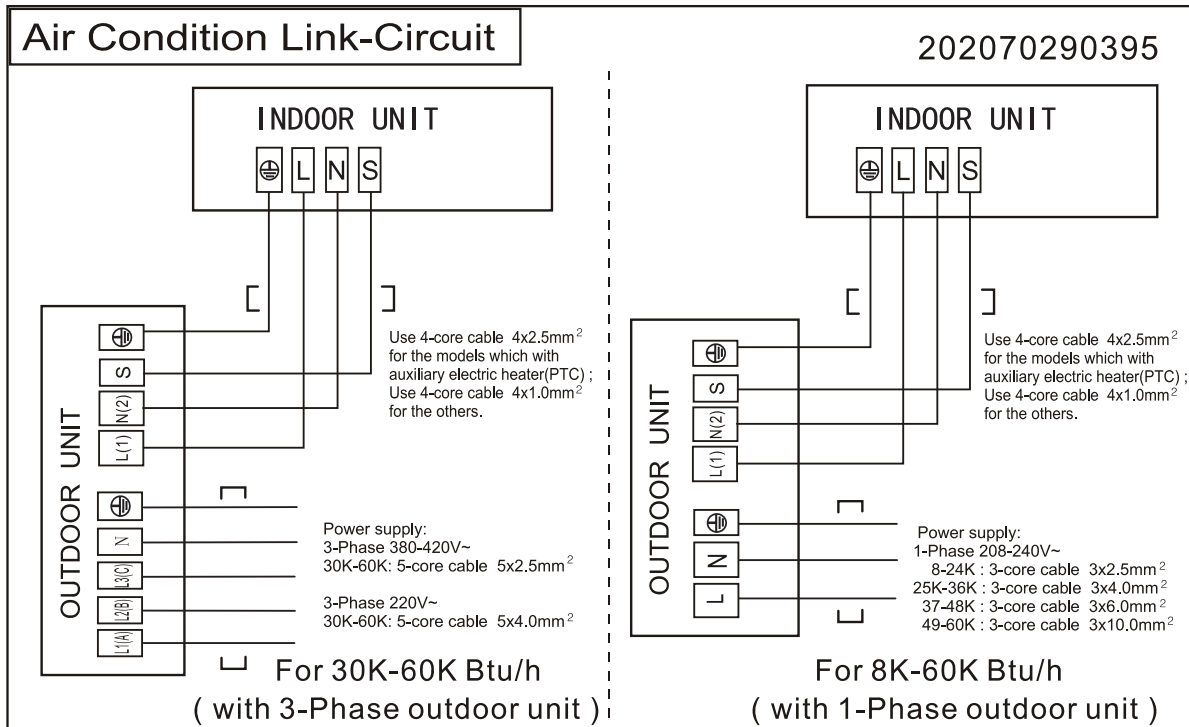 Air Condition Link-Circuit
202070290395
INDOOR UNIT
L N S
OUTDOOR UNIT
S
N(2)
L(1)
N
L3(C)
L2(B)
L1(A)
Use 4-core cable 4x2.5mm²
for the models which with
auxiliary electric heater(PTC) ;
Use 4-core cable 4x1.0mm²
for the others.
Power supply:
3-Phase 380-420V~
30K-60K: 5-core cable 5x2.5mm²
3-Phase 220V~
30K-60K: 5-core cable 5x4.0mm²
For 30K-60K Btu/h
( with 3-Phase outdoor unit )
INDOOR UNIT
L N S
OUTDOOR UNIT
S
N(2)
L(1)
N
L
Use 4-core cable 4x2.5mm²
for the models which with
auxiliary electric heater(PTC) ;
Use 4-core cable 4x1.0mm²
for the others.
Power supply:
1-Phase 208-240V~
8-24K : 3-core cable 3x2.5mm²
25K-36K : 3-core cable 3x4.0mm²
37-48K : 3-core cable 3x6.0mm²
49-60K : 3-core cable 3x10.0mm²
For 8K-60K Btu/h
( with 1-Phase outdoor unit )